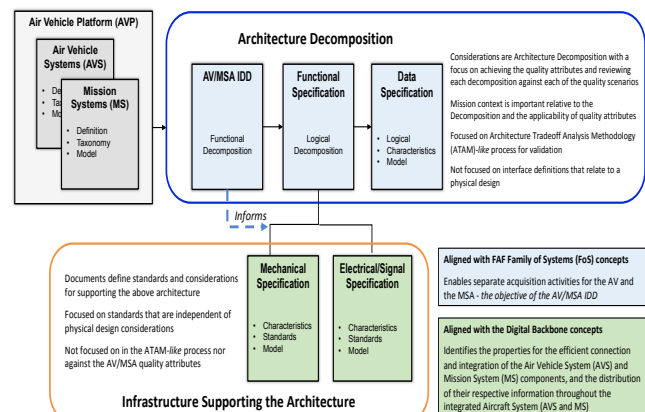 Air Vehicle Platform (AVP)
Air Vehicle
Systems (AVS)
Mission
Systems (MS)
• Definition
• Taxonomy
• Model
Architecture Decomposition
AV/MSA IDD
Functional
Decomposition
Functional
Specification
Logical
Decomposition
Data
Specification
• Logical
• Characteristics
• Model
Considerations are Architecture Decomposition with a
focus on achieving the quality attributes and reviewing
each decomposition against each of the quality scenarios
Mission context is important relative to the
Decomposition and the applicability of quality attributes
Focused on Architecture Tradeoff Analysis Methodology
(ATAM)-like process for validation
Not focused on interface definitions that relate to a
physical design
Informs
Documents define standards and considerations
for supporting the above architecture
Focused on standards that are independent of
physical design considerations
Not focused on in the ATAM-like process nor
against the AV/MSA quality attributes
Mechanical
Specification
• Characteristics
• Standards
• Model
Electrical/Signal
Specification
• Characteristics
• Standards
• Model
Infrastructure Supporting the Architecture
Aligned with FAF Family of Systems (FoS) concepts
Enables separate acquisition activities for the AV and
the MSA - the objective of the AV/MSA IDD
Aligned with the Digital Backbone concepts
Identifies the properties for the efficient connection
and integration of the Air Vehicle System (AVS) and
Mission System (MS) components, and the distribution
of their respective information throughout the
integrated Aircraft System (AVS and MS)